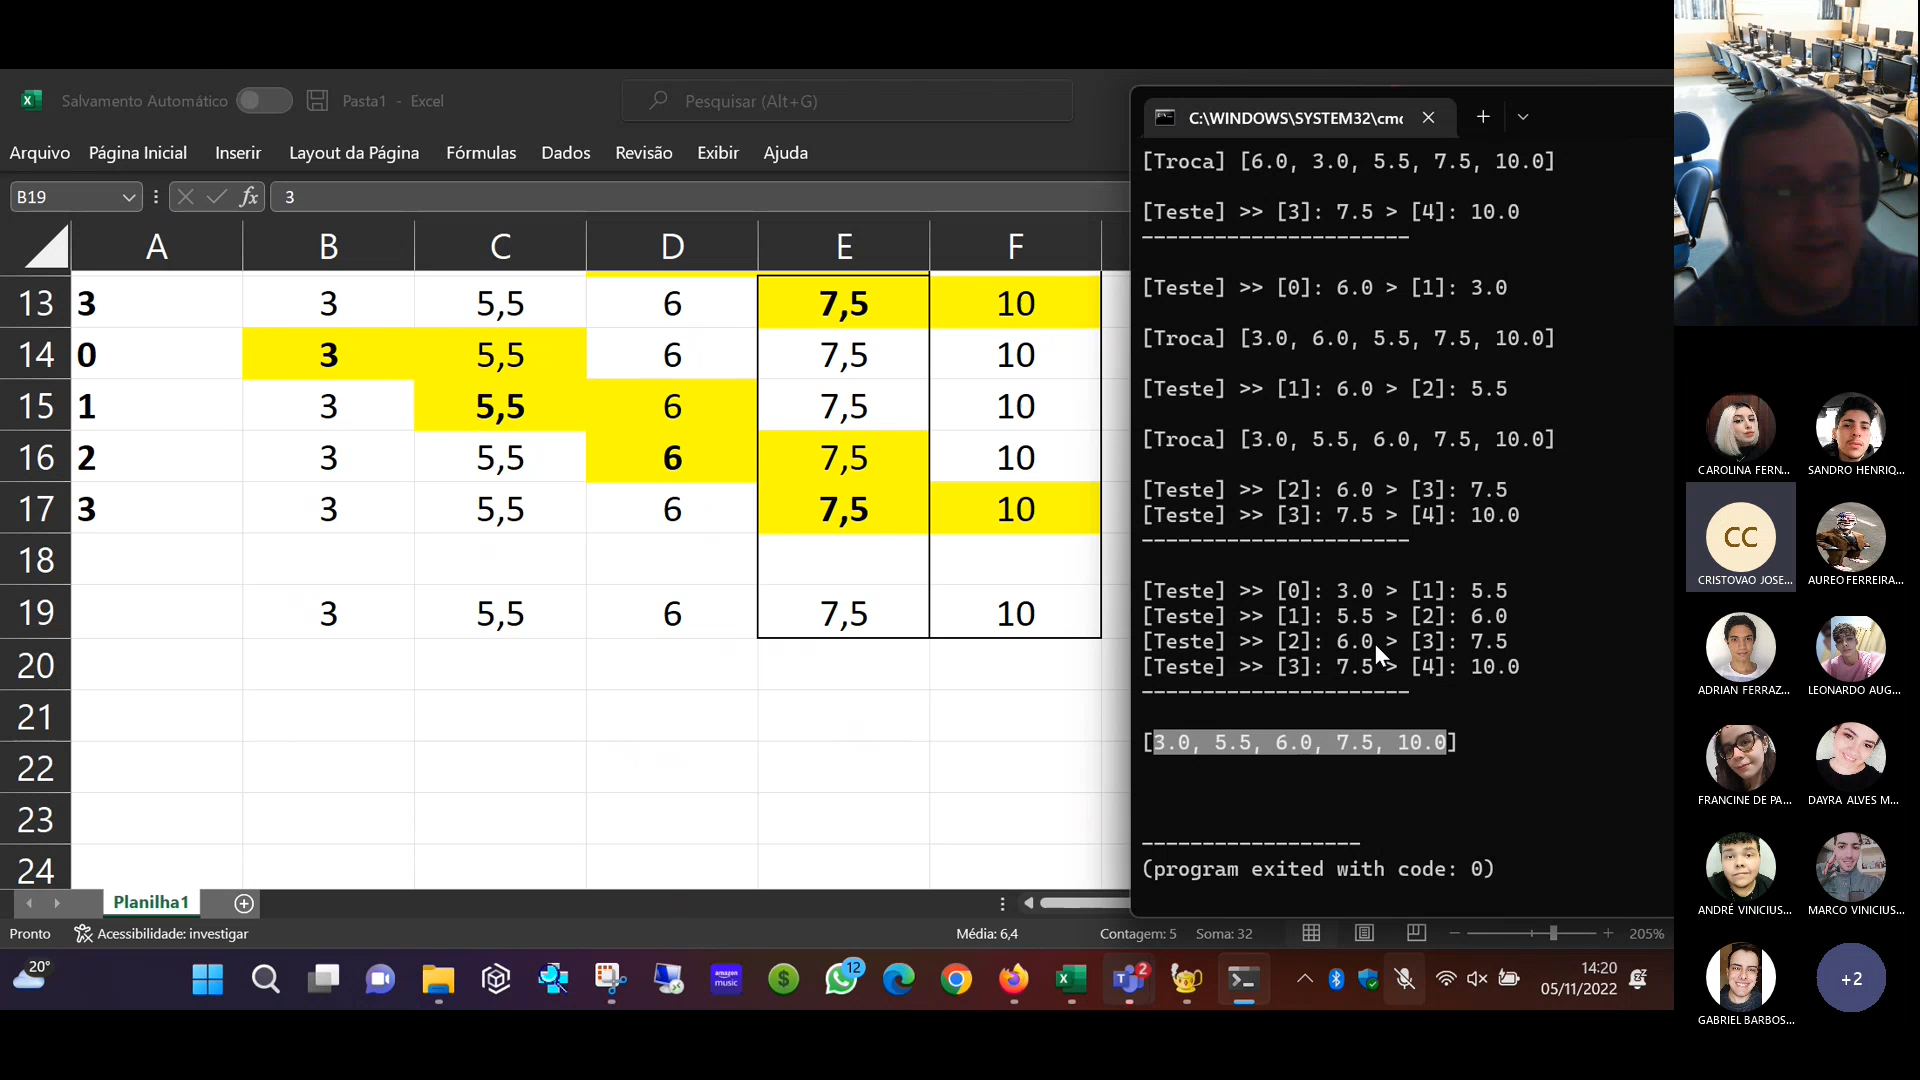 Salvamento Automático
Pasta1 - Excel
Pesquisar (Alt+G)
Arquivo Página Inicial Inserir Layout da Página Fórmulas Dados Revisão Exibir Ajuda
B19 fx 3
A B C D E F
13 3 3 5,5 6 7,5 10
14 0 3 5,5 6 7,5 10
15 1 3 5,5 6 7,5 10
16 2 3 5,5 6 7,5 10
17 3 3 5,5 6 7,5 10
18
19 3 5,5 6 7,5 10
20
21
22
23
24
Planilha1
Pronto Acessibilidade: investigar Média: 6,4 Contagem: 5 Soma: 32 205%
C:\WINDOWS\SYSTEM32\cmc
[Troca] [6.0, 3.0, 5.5, 7.5, 10.0]
[Teste] >> [3]: 7.5 > [4]: 10.0
----------------------
[Teste] >> [0]: 6.0 > [1]: 3.0
[Troca] [3.0, 6.0, 5.5, 7.5, 10.0]
[Teste] >> [1]: 6.0 > [2]: 5.5
[Troca] [3.0, 5.5, 6.0, 7.5, 10.0]
[Teste] >> [2]: 6.0 > [3]: 7.5
[Teste] >> [3]: 7.5 > [4]: 10.0
----------------------
[Teste] >> [0]: 3.0 > [1]: 5.5
[Teste] >> [1]: 5.5 > [2]: 6.0
[Teste] >> [2]: 6.0 > [3]: 7.5
[Teste] >> [3]: 7.5 > [4]: 10.0
----------------------
[3.0, 5.5, 6.0, 7.5, 10.0]
------------------
(program exited with code: 0)
20°
amazon music
$
12
2
14:20
05/11/2022
CAROLINA FERN... SANDRO HENRIQ...
CC
CRISTOVAO JOSE... AUREO FERREIRA...
ADRIAN FERRAZ... LEONARDO AUG...
FRANCINE DE PA... DAYRA ALVES M...
ANDRÉ VINICIUS... MARCO VINICIUS...
+2
GABRIEL BARBOS...